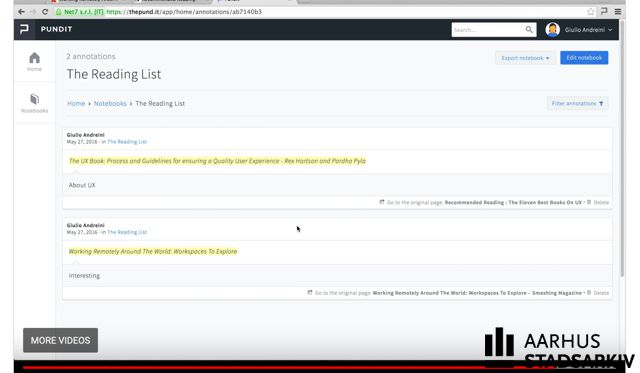 Net7 s.r.l. [IT] https://thepund.it/app/home/annotations/ab7140b3
PUNDIT
Search...
Giulio Andreini
Home
Notebooks
2 annotations
The Reading List
Export notebook
Edit notebook
Home › Notebooks › The Reading List
Filter annotations
Giulio Andreini
May 27, 2016 - in The Reading List
The UX Book: Process and Guidelines for ensuring a Quality User Experience - Rex Hartson and Pardha Pyla
About UX
Go to the original page: Recommended Reading : The Eleven Best Books On UX • Delete
Giulio Andreini
May 27, 2016 - in The Reading List
Working Remotely Around The World: Workspaces To Explore
Interesting
Go to the original page: Working Remotely Around The World: Workspaces To Explore – Smashing Magazine • Delete
MORE VIDEOS
AARHUS
STADSARKIV